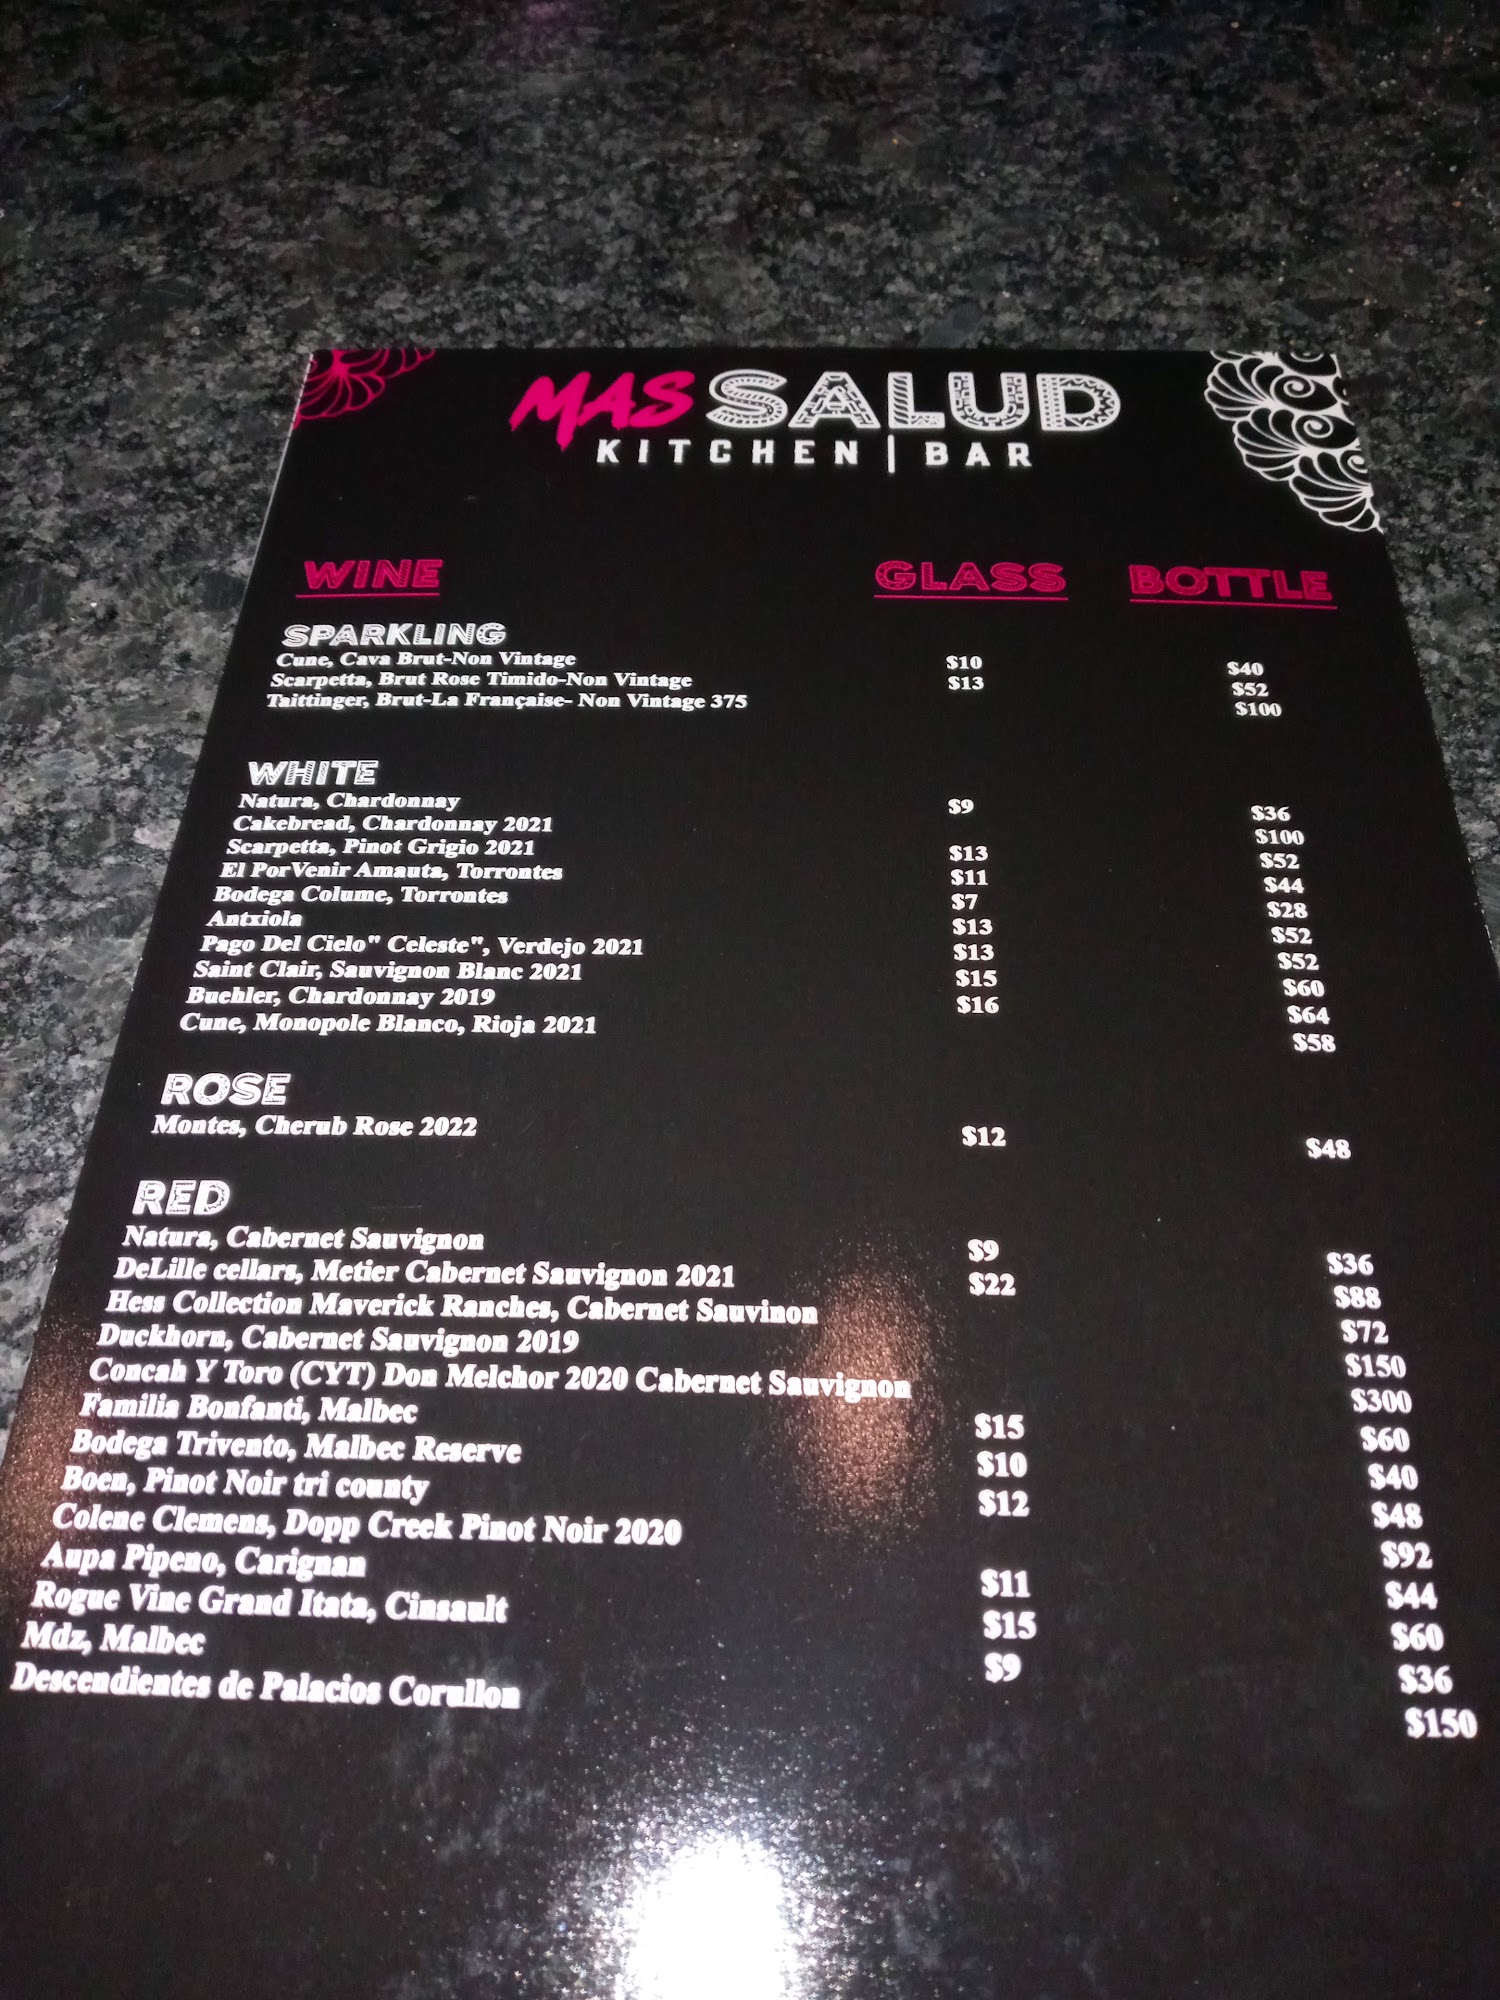 MAS SALUD
KITCHEN | BAR
WINE GLASS BOTTLE
SPARKLING
Cune, Cava Brut-Non Vintage $10 $40
Scarpetta, Brut Rose Timido-Non Vintage $13 $52
Taittinger, Brut-La Française- Non Vintage 375 $100
WHITE
Natura, Chardonnay $9 $36
Cakebread, Chardonnay 2021 $100
Scarpetta, Pinot Grigio 2021 $13 $52
El PorVenir Amauta, Torrontes $11 $44
Bodega Colume, Torrontes $7 $28
Antxiola $13 $52
Pago Del Cielo" Celeste", Verdejo 2021 $13 $52
Saint Clair, Sauvignon Blanc 2021 $15 $60
Buehler, Chardonnay 2019 $16 $64
Cune, Monopole Blanco, Rioja 2021 $58
ROSE
Montes, Cherub Rose 2022 $12 $48
RED
Natura, Cabernet Sauvignon $9 $36
DeLille cellars, Metier Cabernet Sauvignon 2021 $22 $88
Hess Collection Maverick Ranches, Cabernet Sauvinon $72
Duckhorn, Cabernet Sauvignon 2019 $150
Concah Y Toro (CYT) Don Melchor 2020 Cabernet Sauvignon $300
Familia Bonfanti, Malbec $15 $60
Bodega Trivento, Malbec Reserve $10 $40
Boen, Pinot Noir tri county $12 $48
Colene Clemens, Dopp Creek Pinot Noir 2020 $92
Aupa Pipeno, Carignan $11 $44
Rogue Vine Grand Itata, Cinsault $15 $60
Mdz, Malbec $9 $36
Descendientes de Palacios Corullon $150